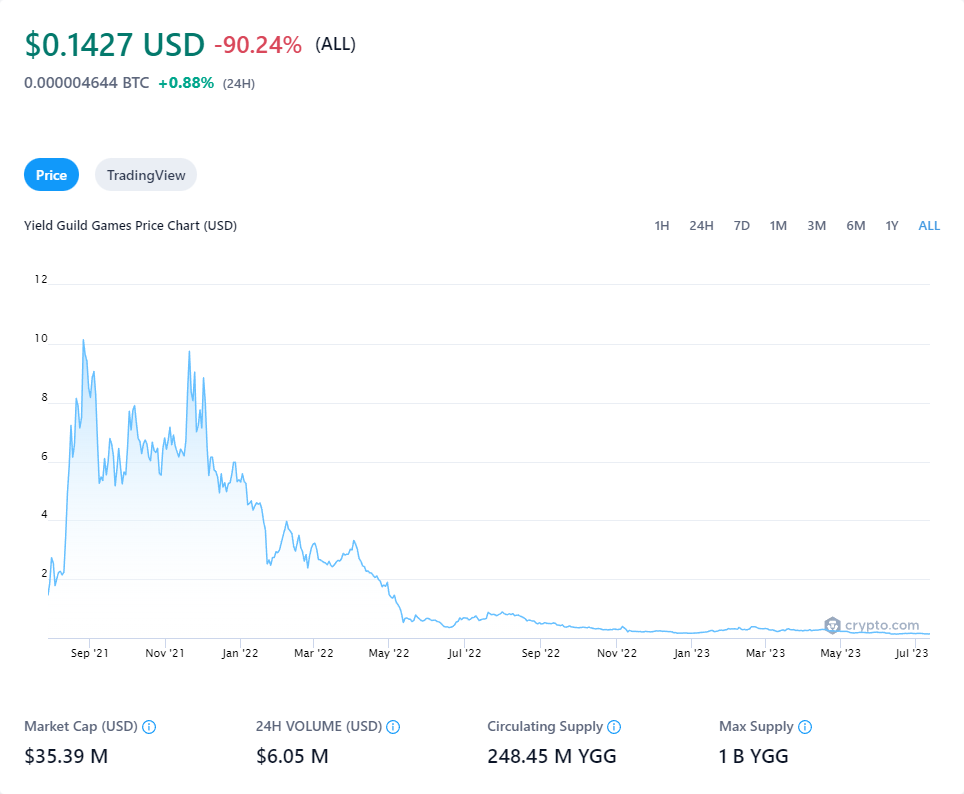 $0.1427 USD -90.24% (ALL)
0.000004644 BTC +0.88% (24H)
Price TradingView
Yield Guild Games Price Chart (USD) 1H 24H 7D 1M 3M 6M 1Y ALL
12
10
8
6
4
2
crypto.com
Sep '21 Nov '21 Jan '22 Mar '22 May '22 Jul '22 Sep '22 Nov '22 Jan '23 Mar '23 May '23 Jul '23
Market Cap (USD) 24H VOLUME (USD) Circulating Supply Max Supply
$35.39 M $6.05 M 248.45 M YGG 1 B YGG